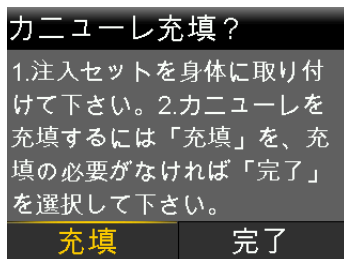 カニューレ充填？
1.注入セットを身体に取り付
けて下さい。2.カニューレを
充填するには「充填」を、充
填の必要がなければ「完了」
を選択して下さい。
充填
完了